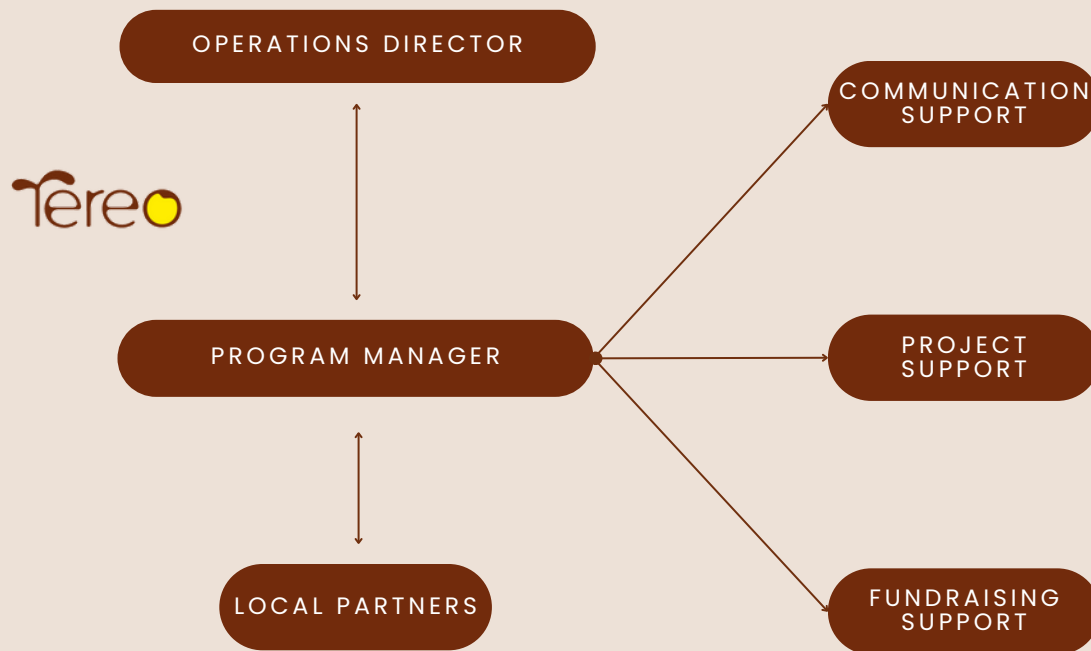 OPERATIONS DIRECTOR
COMMUNICATION
SUPPORT
Tereo
PROGRAM MANAGER
PROJECT
SUPPORT
LOCAL PARTNERS
FUNDRAISING
SUPPORT